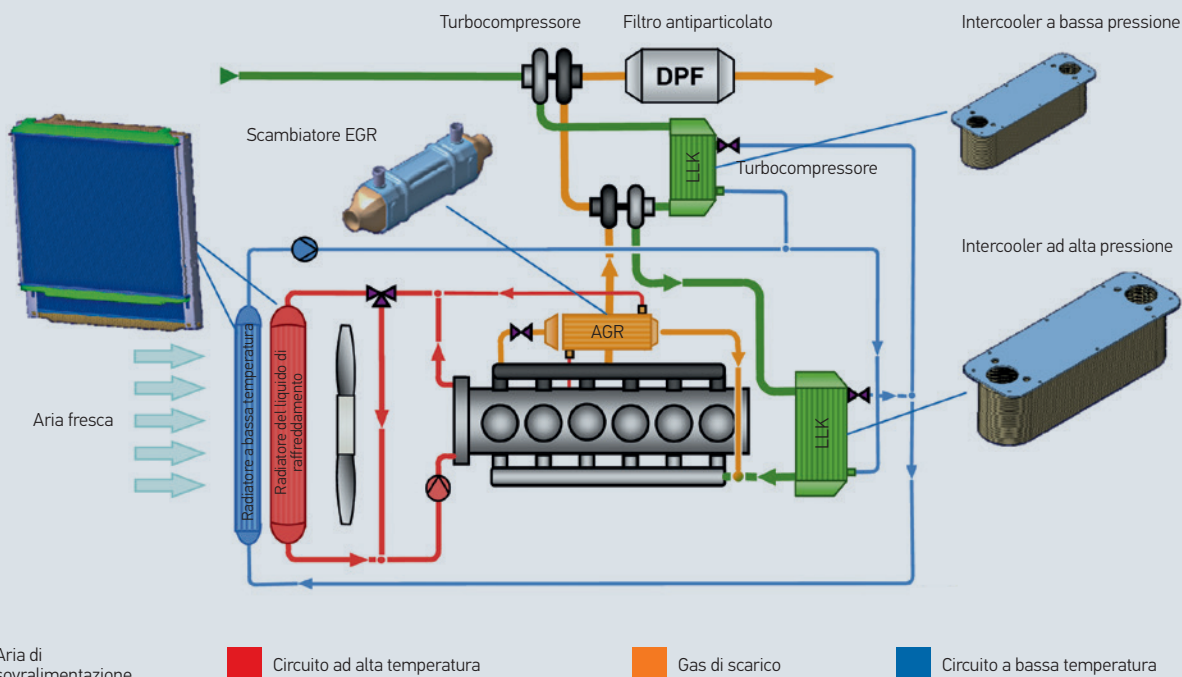 Turbocompressore
Filtro antiparticolato
Intercooler a bassa pressione
DPF
Scambiatore EGR
LLK
Turbocompressore
Intercooler ad alta pressione
AGR
Aria fresca
Radiatore a bassa temperatura
Radiatore del liquido di
raffreddamento
LLK
Aria di
sovralimentazione
Circuito ad alta temperatura
Gas di scarico
Circuito a bassa temperatura